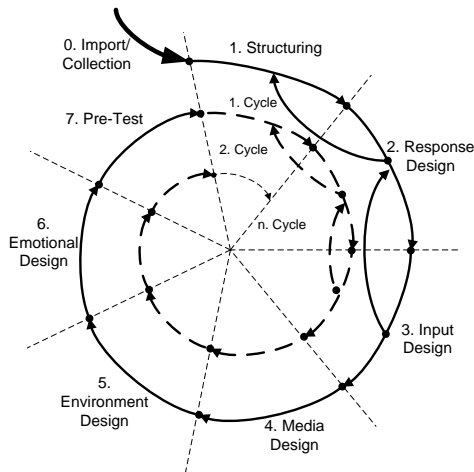 0. Import/
Collection
1. Structuring
7. Pre-Test
1. Cycle
2. Cycle
n. Cycle
2. Response
Design
6.
Emotional
Design
3. Input
Design
5.
Environment
Design
4. Media
Design